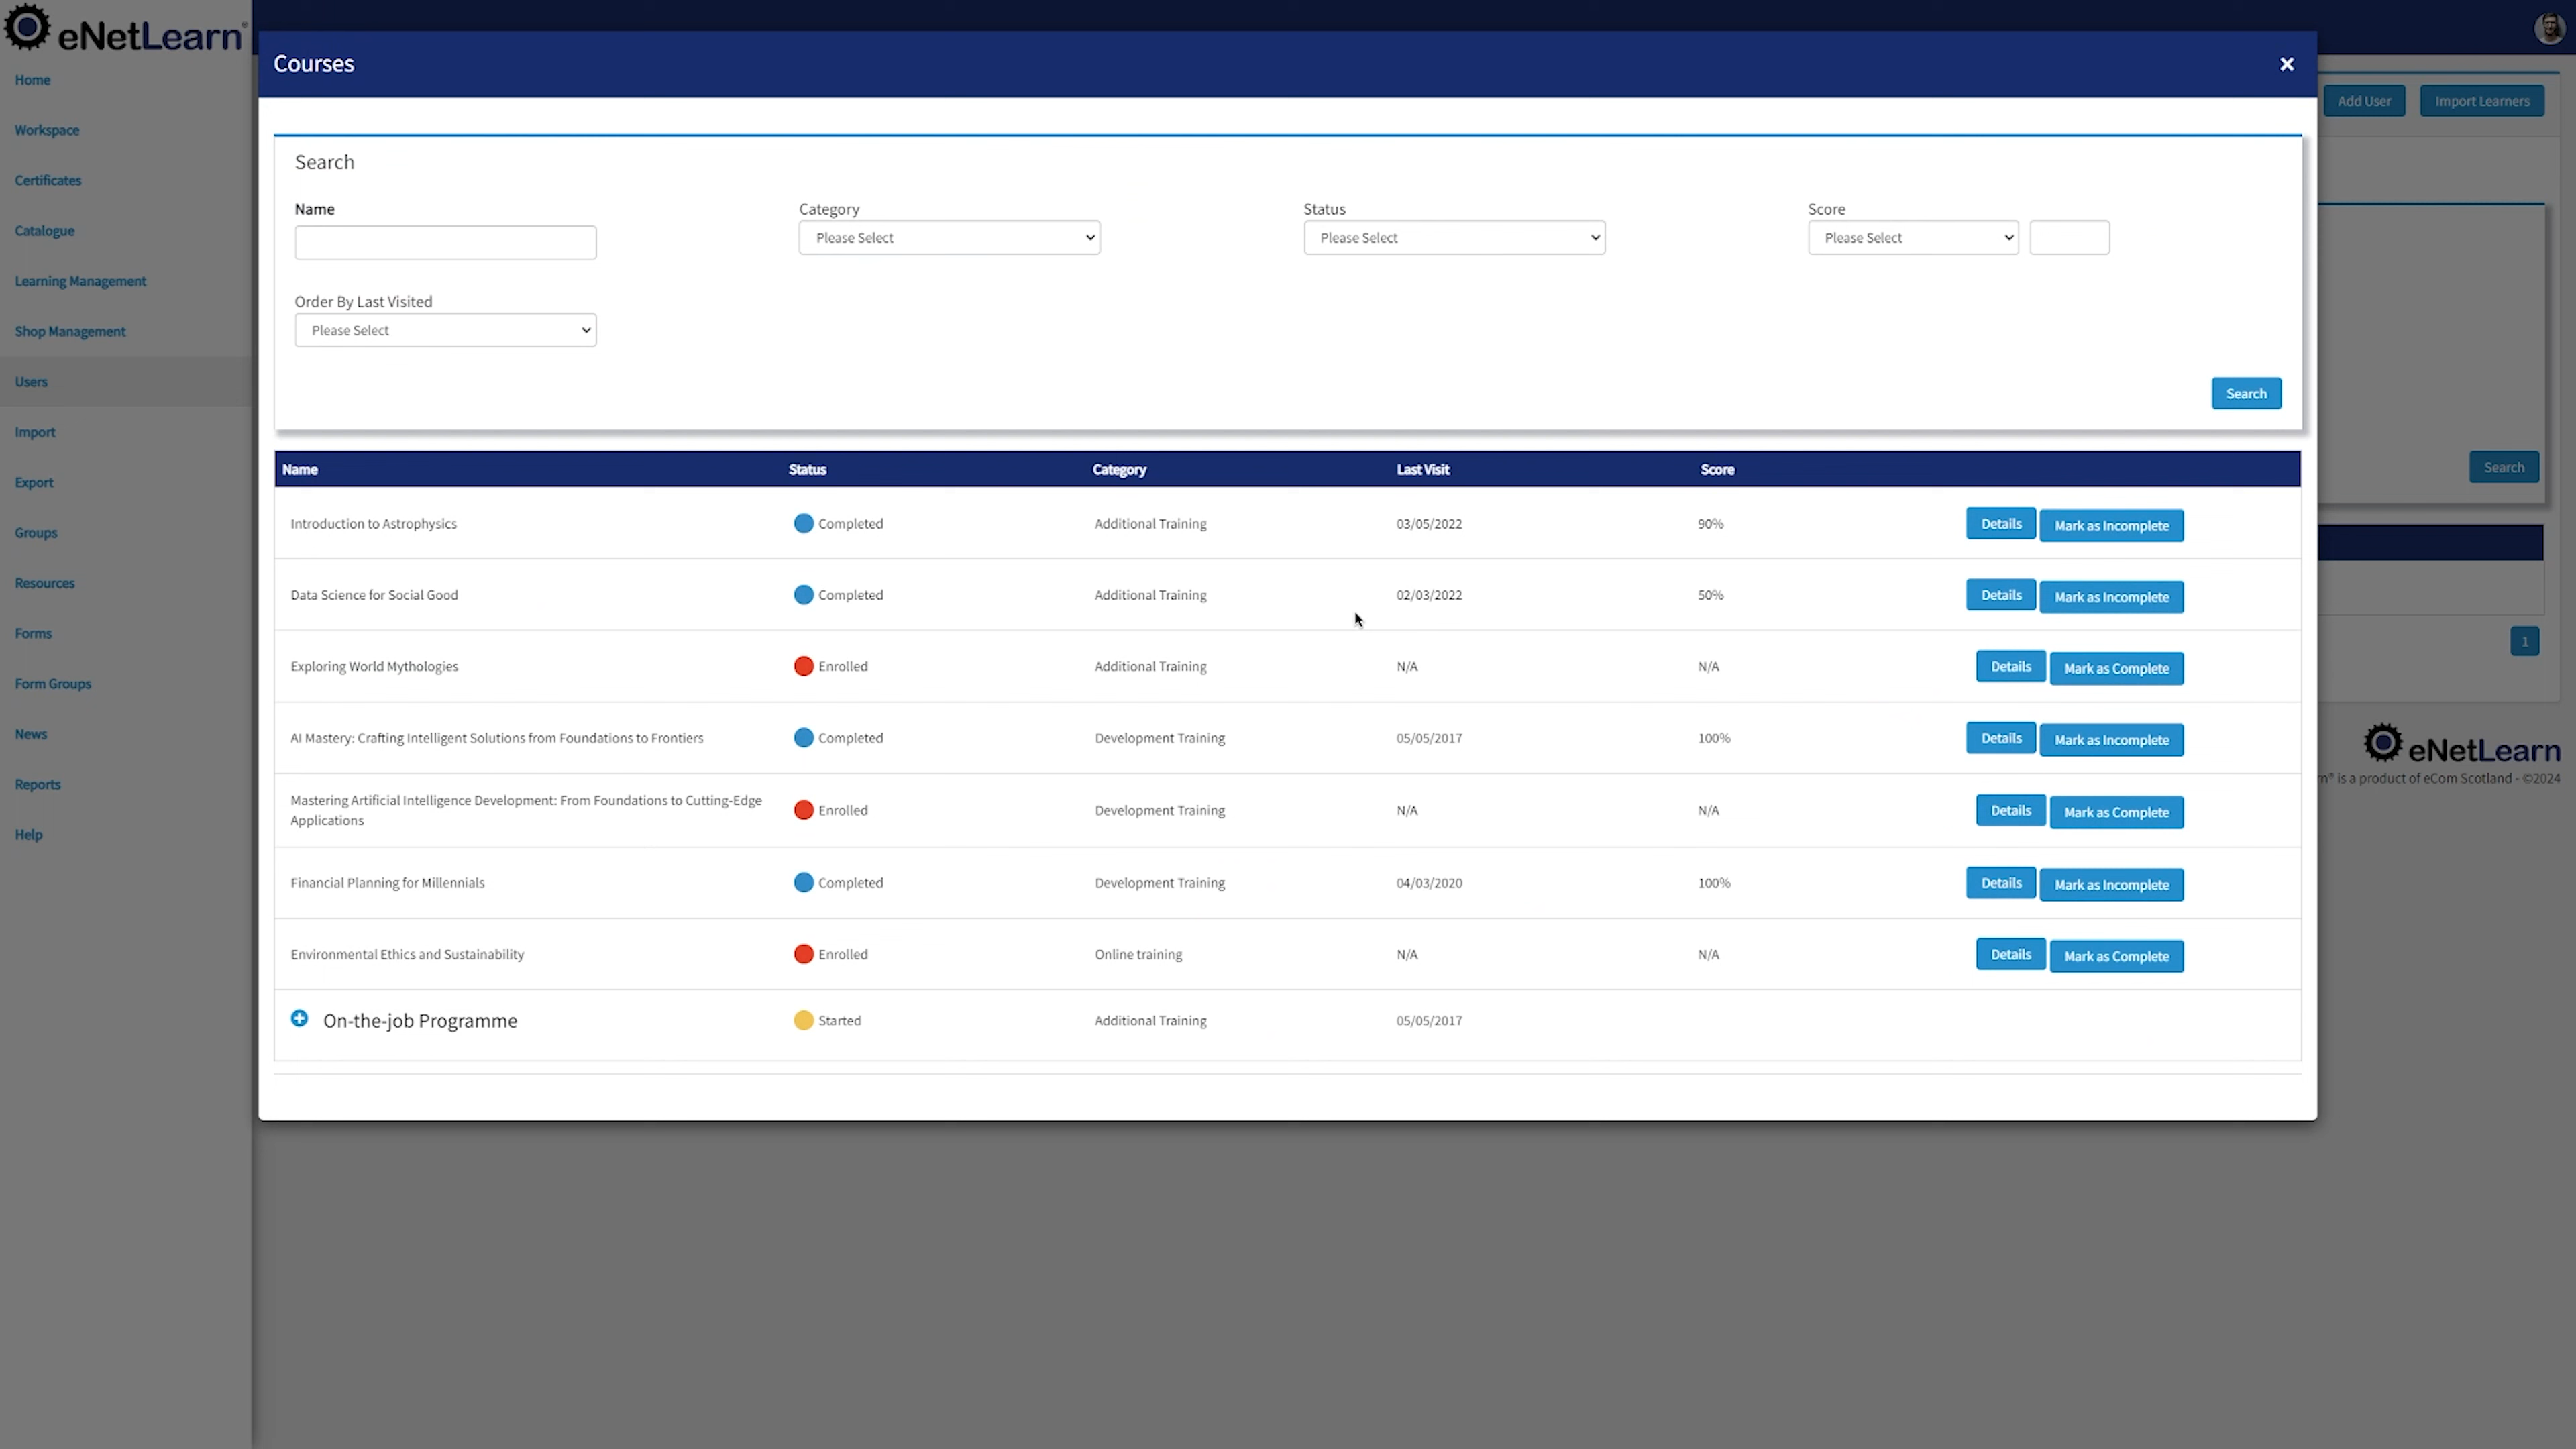 eNetLearn®
Home
Workspace
Certificates
Catalogue
Learning Management
Shop Management
Users
Import
Export
Groups
Resources
Forms
Form Groups
News
Reports
Help
Add User Import Learners
Search
1
eNetLearn
rn® is a product of eCom Scotland - ©2024
Courses
Search
Name Category Status Score
Please Select Please Select Please Select
Order By Last Visited
Please Select
Search
Name Status Category Last Visit Score
Introduction to Astrophysics Completed Additional Training 03/05/2022 90% Details Mark as Incomplete
Data Science for Social Good Completed Additional Training 02/03/2022 50% Details Mark as Incomplete
Exploring World Mythologies Enrolled Additional Training N/A N/A Details Mark as Complete
AI Mastery: Crafting Intelligent Solutions from Foundations to Frontiers Completed Development Training 05/05/2017 100% Details Mark as Incomplete
Mastering Artificial Intelligence Development: From Foundations to Cutting-Edge
Applications Enrolled Development Training N/A N/A Details Mark as Complete
Financial Planning for Millennials Completed Development Training 04/03/2020 100% Details Mark as Incomplete
Environmental Ethics and Sustainability Enrolled Online training N/A N/A Details Mark as Complete
On-the-job Programme Started Additional Training 05/05/2017